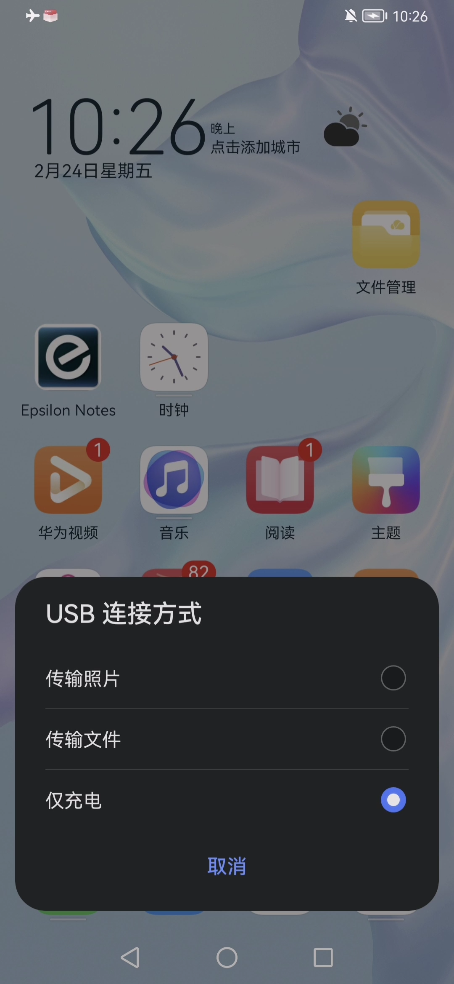 10:26
10:26
晚上
点击添加城市
2月24日星期五
文件管理
Epsilon Notes
时钟
1
1
华为视频
音乐
阅读
主题
82
USB 连接方式
传输照片
传输文件
仅充电
取消